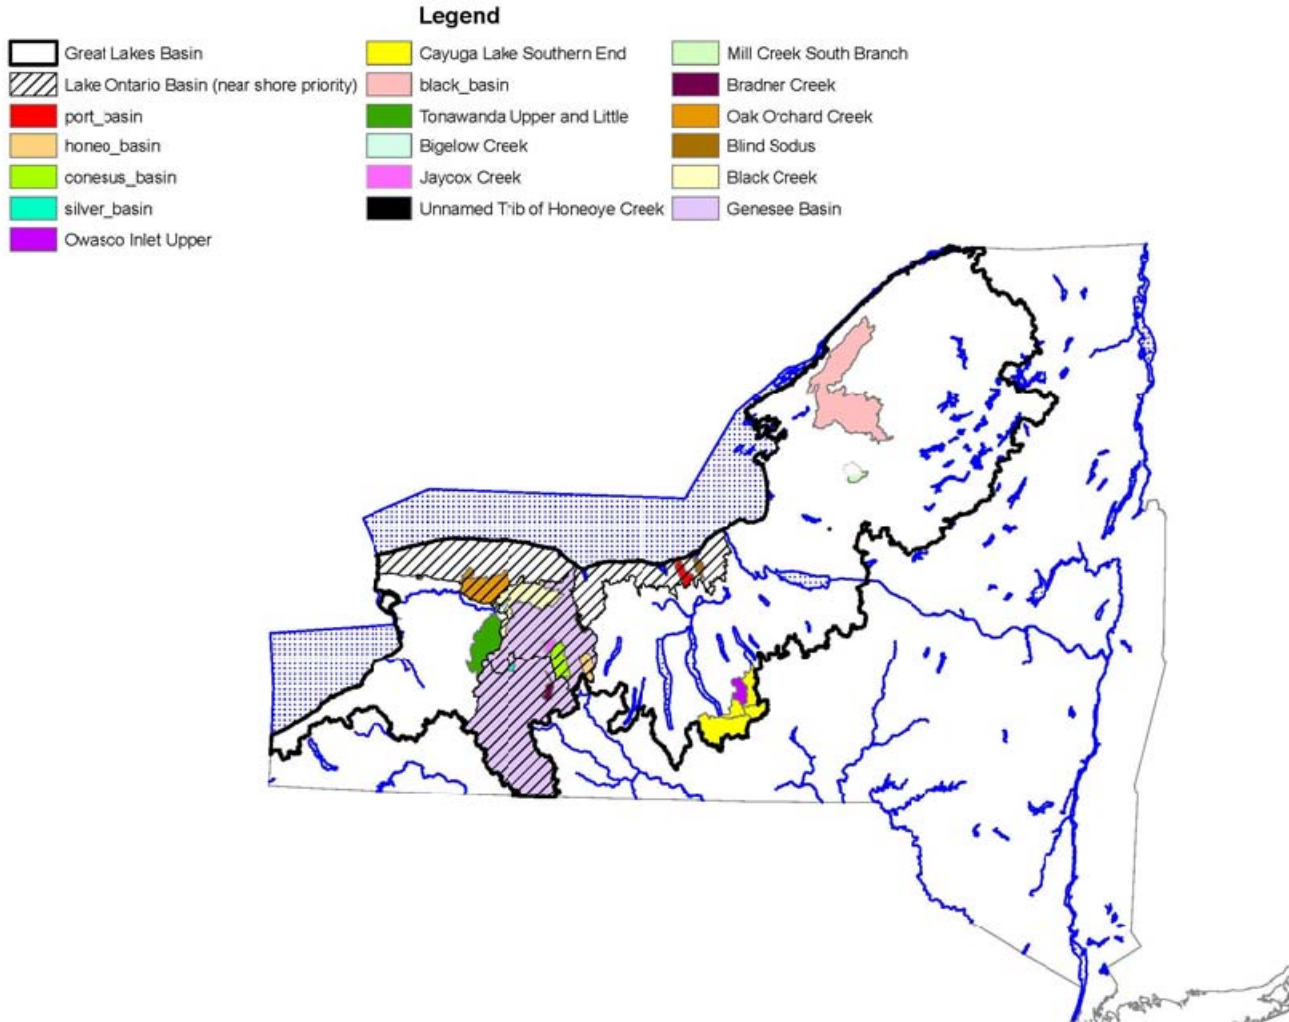 Legend
Great Lakes Basin
Lake Ontario Basin (near shore priority)
port_basin
honeo_basin
conesus_basin
silver_basin
Owasco Inlet Upper
Cayuga Lake Southern End
black_basin
Tonawanda Upper and Little
Bigelow Creek
Jaycox Creek
Unnamed Trib of Honeoye Creek
Mill Creek South Branch
Bradner Creek
Oak Orchard Creek
Blind Sodus
Black Creek
Genesee Basin